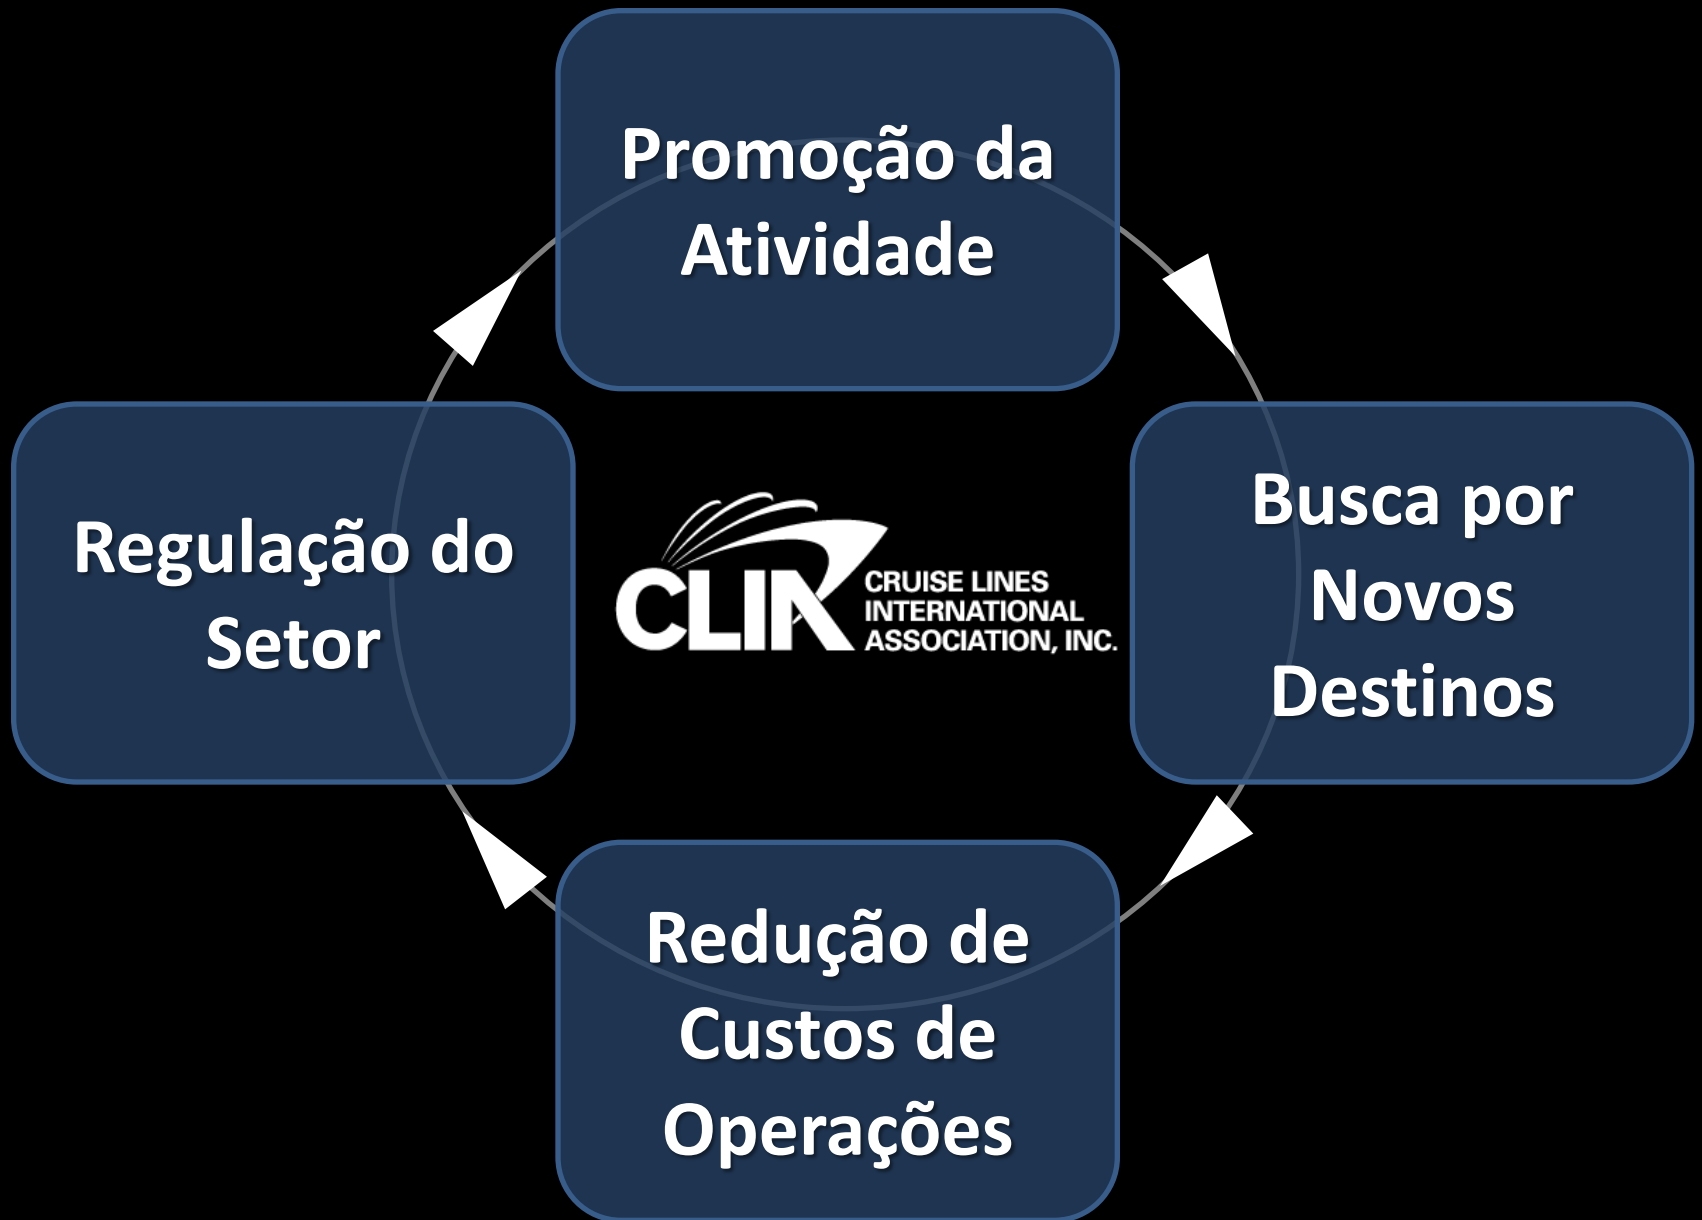 Promoção da
Atividade
Busca por
Novos
Destinos
Regulação do
Setor
CLIA
CRUISE LINES
INTERNATIONAL
ASSOCIATION, INC.
Redução de
Custos de
Operações